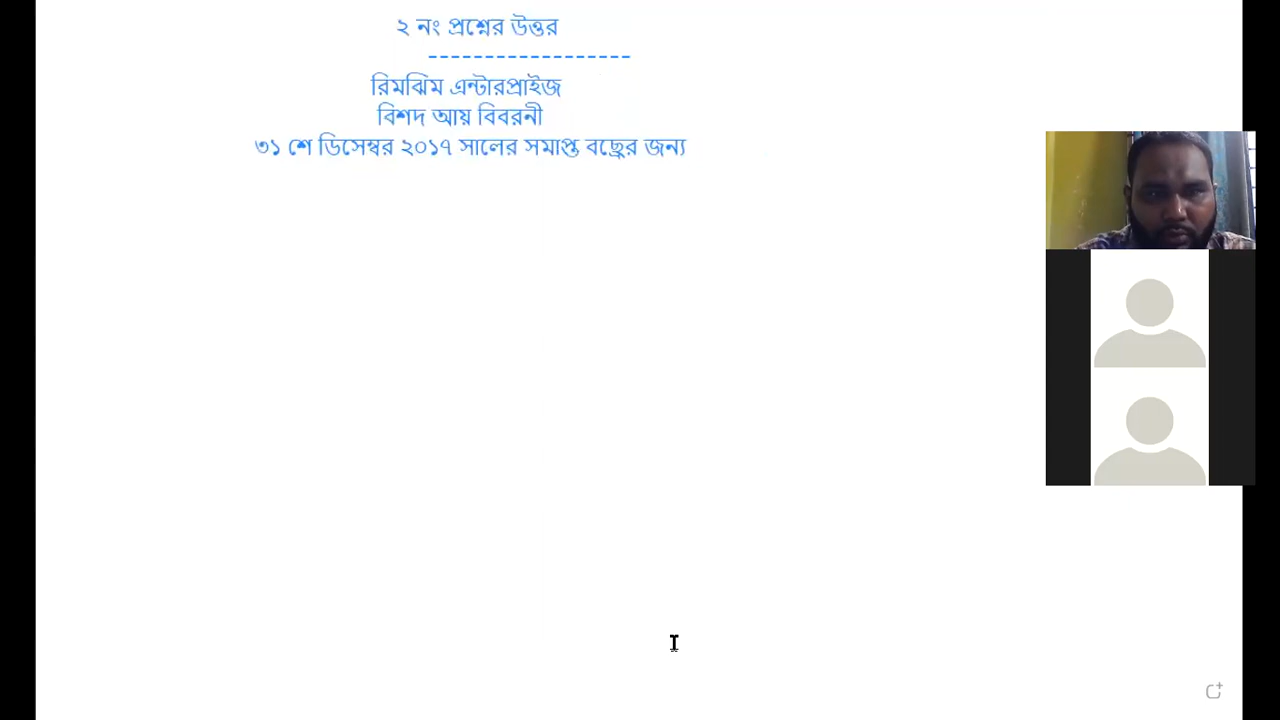 ২ নং প্রশ্নের উত্তর
------------------
রিমঝিম এন্টারপ্রাইজ
বিশদ আয় বিবরনী
৩১ শে ডিসেম্বর ২০১৭ সালের সমাপ্ত বছরের জন্য